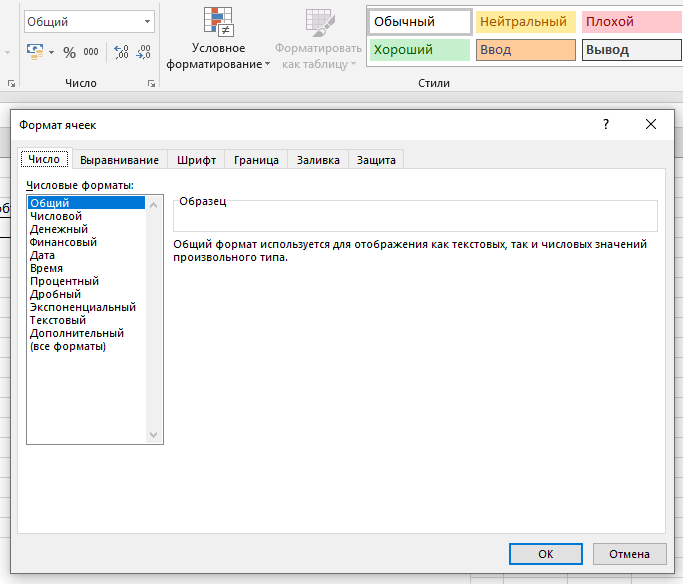 Общий
% 000 ,00 ,00
Число
Условное
форматирование
Форматировать
как таблицу
Обычный
Нейтральный
Плохой
Хороший
Ввод
Вывод
Стили
Формат ячеек
?
Число
Выравнивание
Шрифт
Граница
Заливка
Защита
Числовые форматы:
Общий
Числовой
Денежный
Финансовый
Дата
Время
Процентный
Дробный
Экспоненциальный
Текстовый
Дополнительный
(все форматы)
Образец
Общий формат используется для отображения как текстовых, так и числовых значений
произвольного типа.
ОК
Отмена